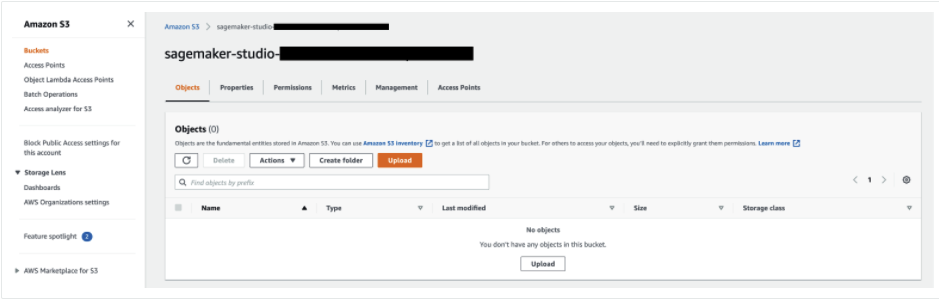 Amazon S3
Buckets
Access Points
Object Lambda Access Points
Batch Operations
Access analyzer for S3
Block Public Access settings for
this account
Storage Lens
Dashboards
AWS Organizations settings
Feature spotlight 2
AWS Marketplace for S3
Amazon S3 > sagemaker-studio-
sagemaker-studio-
Objects Properties Permissions Metrics Management Access Points
Objects (0)
Objects are the fundamental entities stored in Amazon S3. You can use Amazon S3 inventory to get a list of all objects in your bucket. For others to access your objects, you'll need to explicitly grant them permissions. Learn more
Delete Actions Create folder Upload
Find objects by prefix 1
Name Type Last modified Size Storage class
No objects
You don't have any objects in this bucket.
Upload